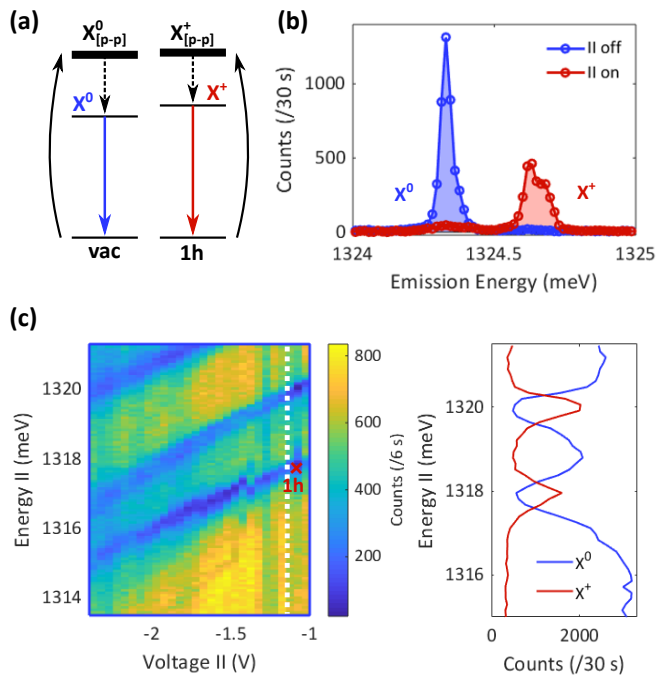 (a)
X⁰[p-p]
X⁺[p-p]
X⁰
X⁺
vac
1h
(b)
II off
II on
Counts (/30 s)
1000
500
0
X⁰
X⁺
1324
1324.5
1325
Emission Energy (meV)
(c)
Energy II (meV)
1320
1318
1316
1314
1h
-2
-1.5
-1
Voltage II (V)
800
600
400
200
Counts (/6 s)
Energy II (meV)
1320
1318
1316
X⁰
X⁺
0
2000
Counts (/30 s)